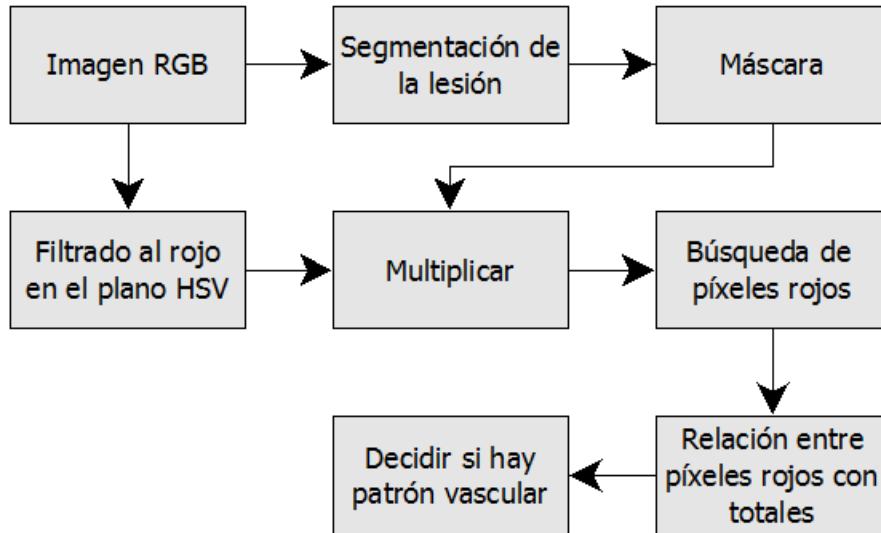 Imagen RGB
Segmentación de
la lesión
Máscara
Filtrado al rojo
en el plano HSV
Multiplicar
Búsqueda de
píxeles rojos
Decidir si hay
patrón vascular
Relación entre
píxeles rojos con
totales